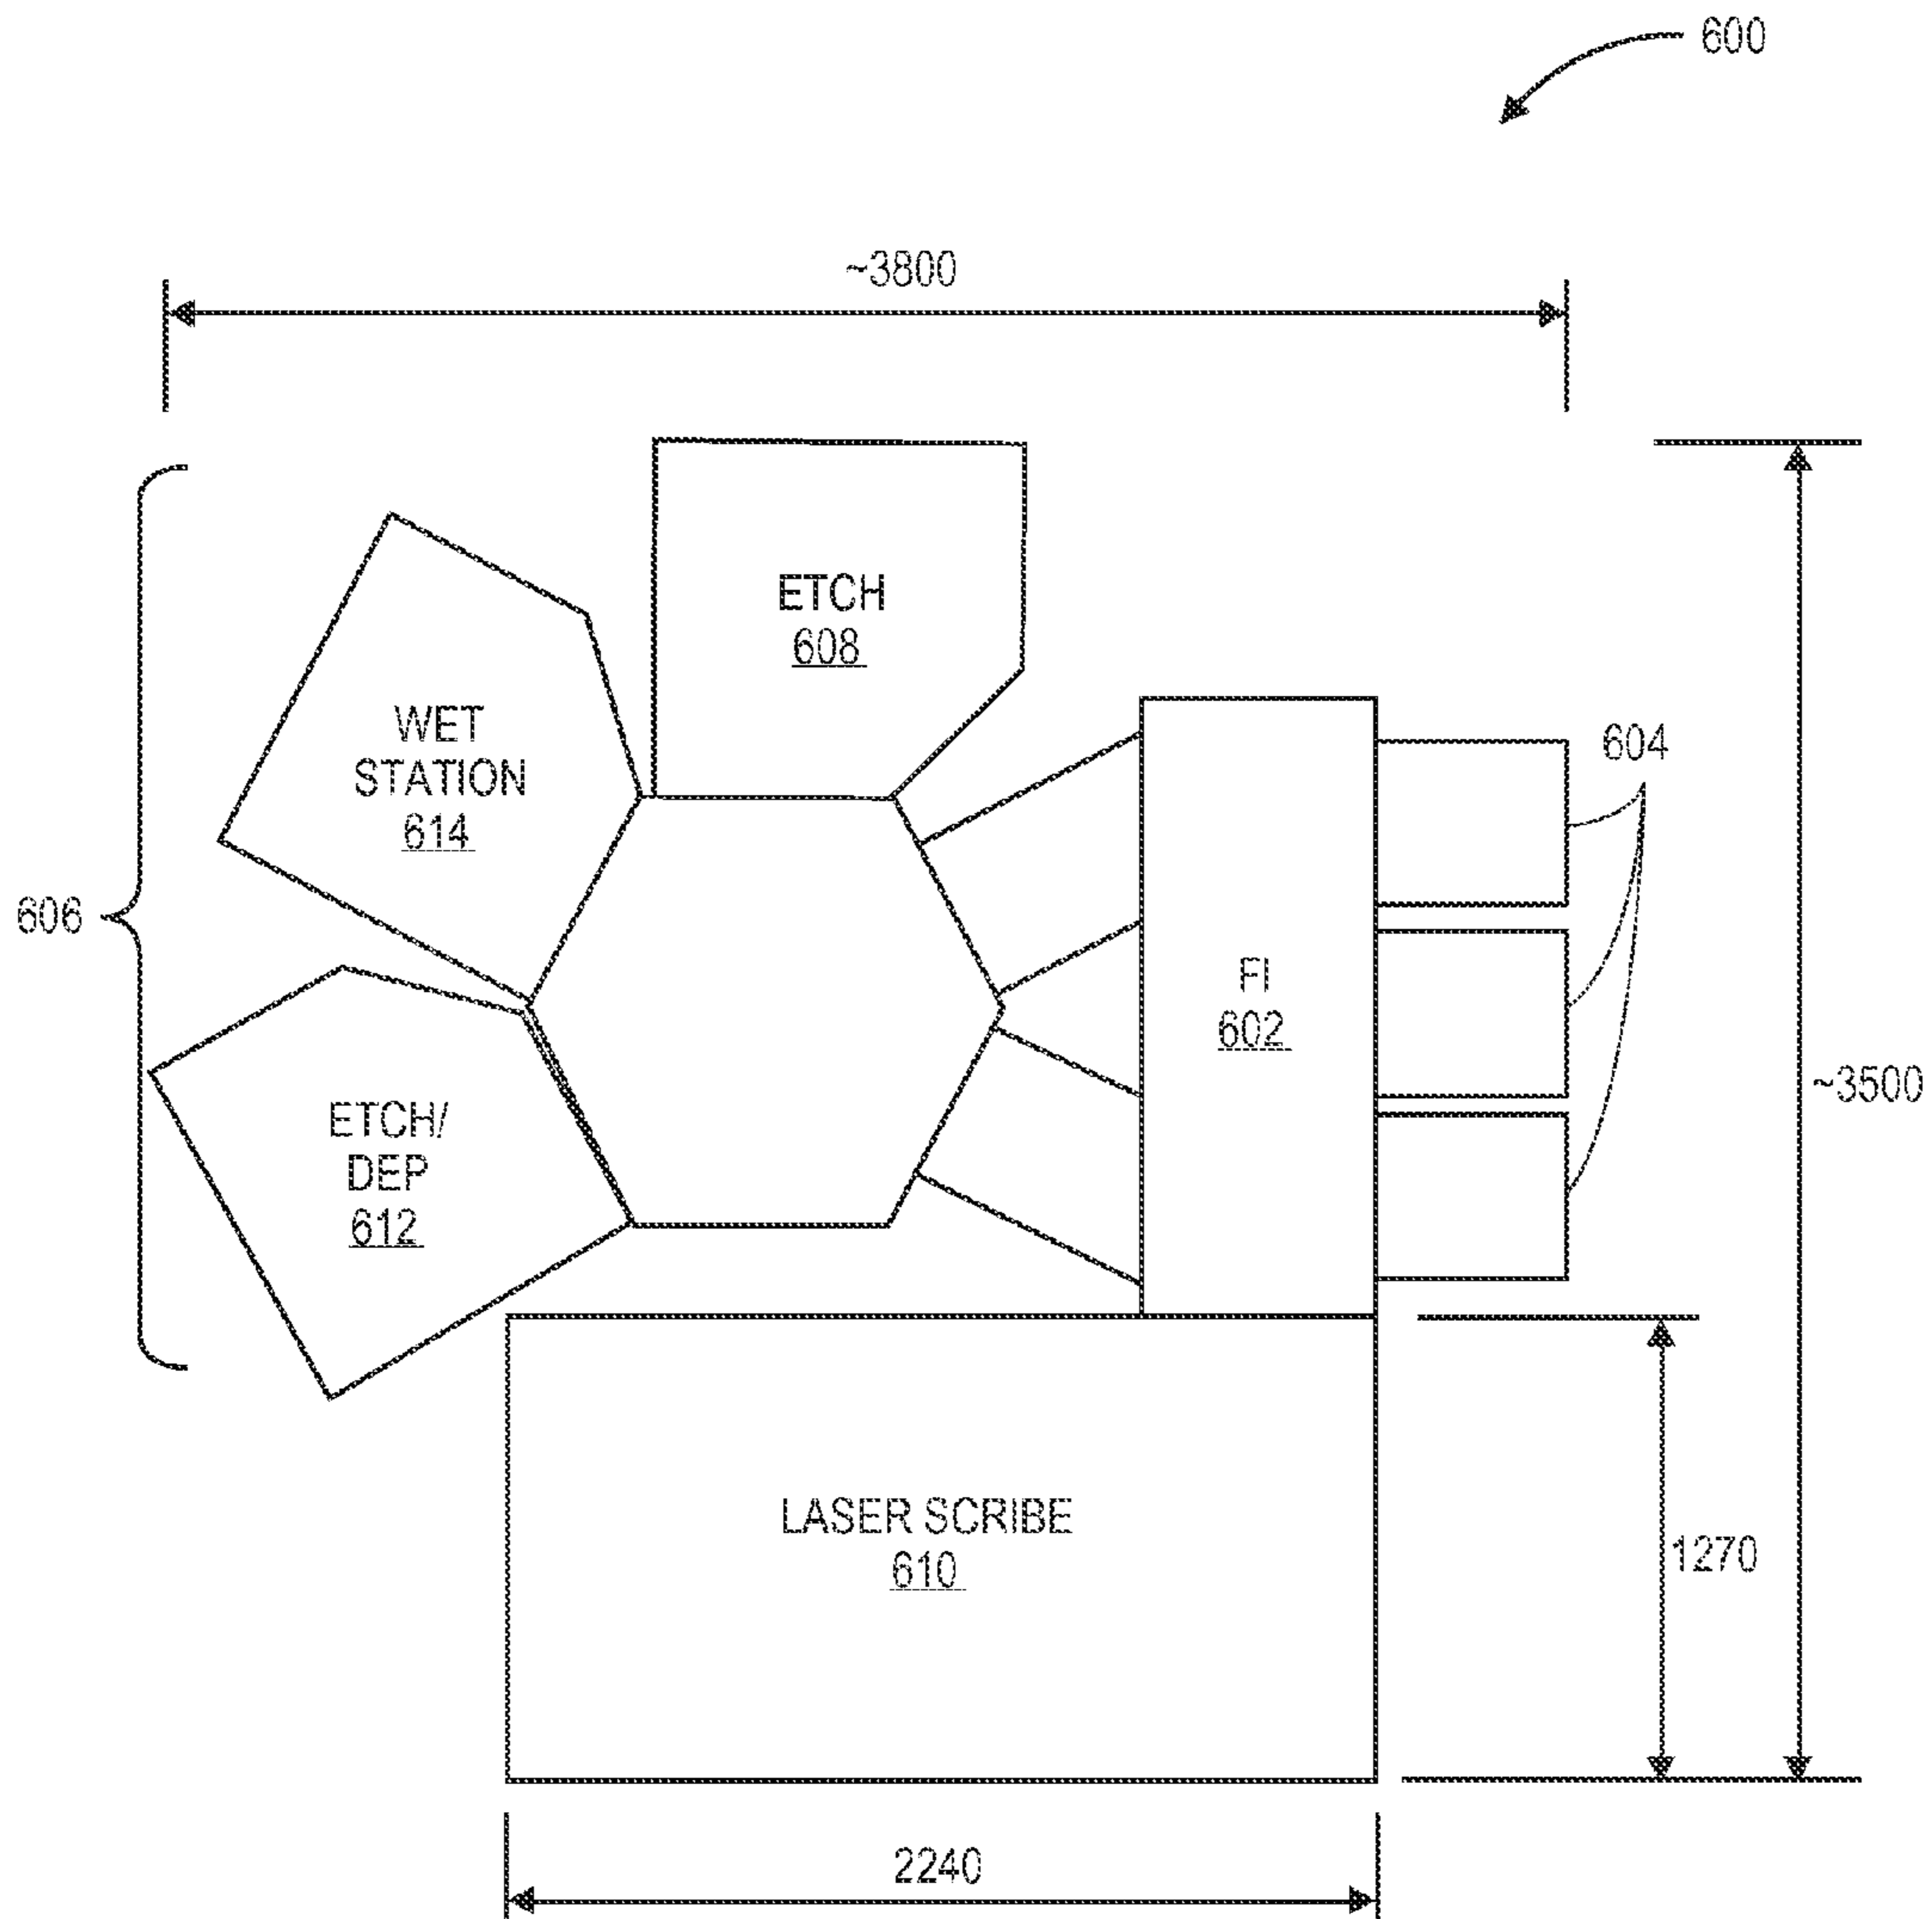 600
~3800
ETCH
608
WET
STATION
614
604
606
FI
602
~3500
ETCH/
DEP
612
LASER SCRIBE
610
1270
2240